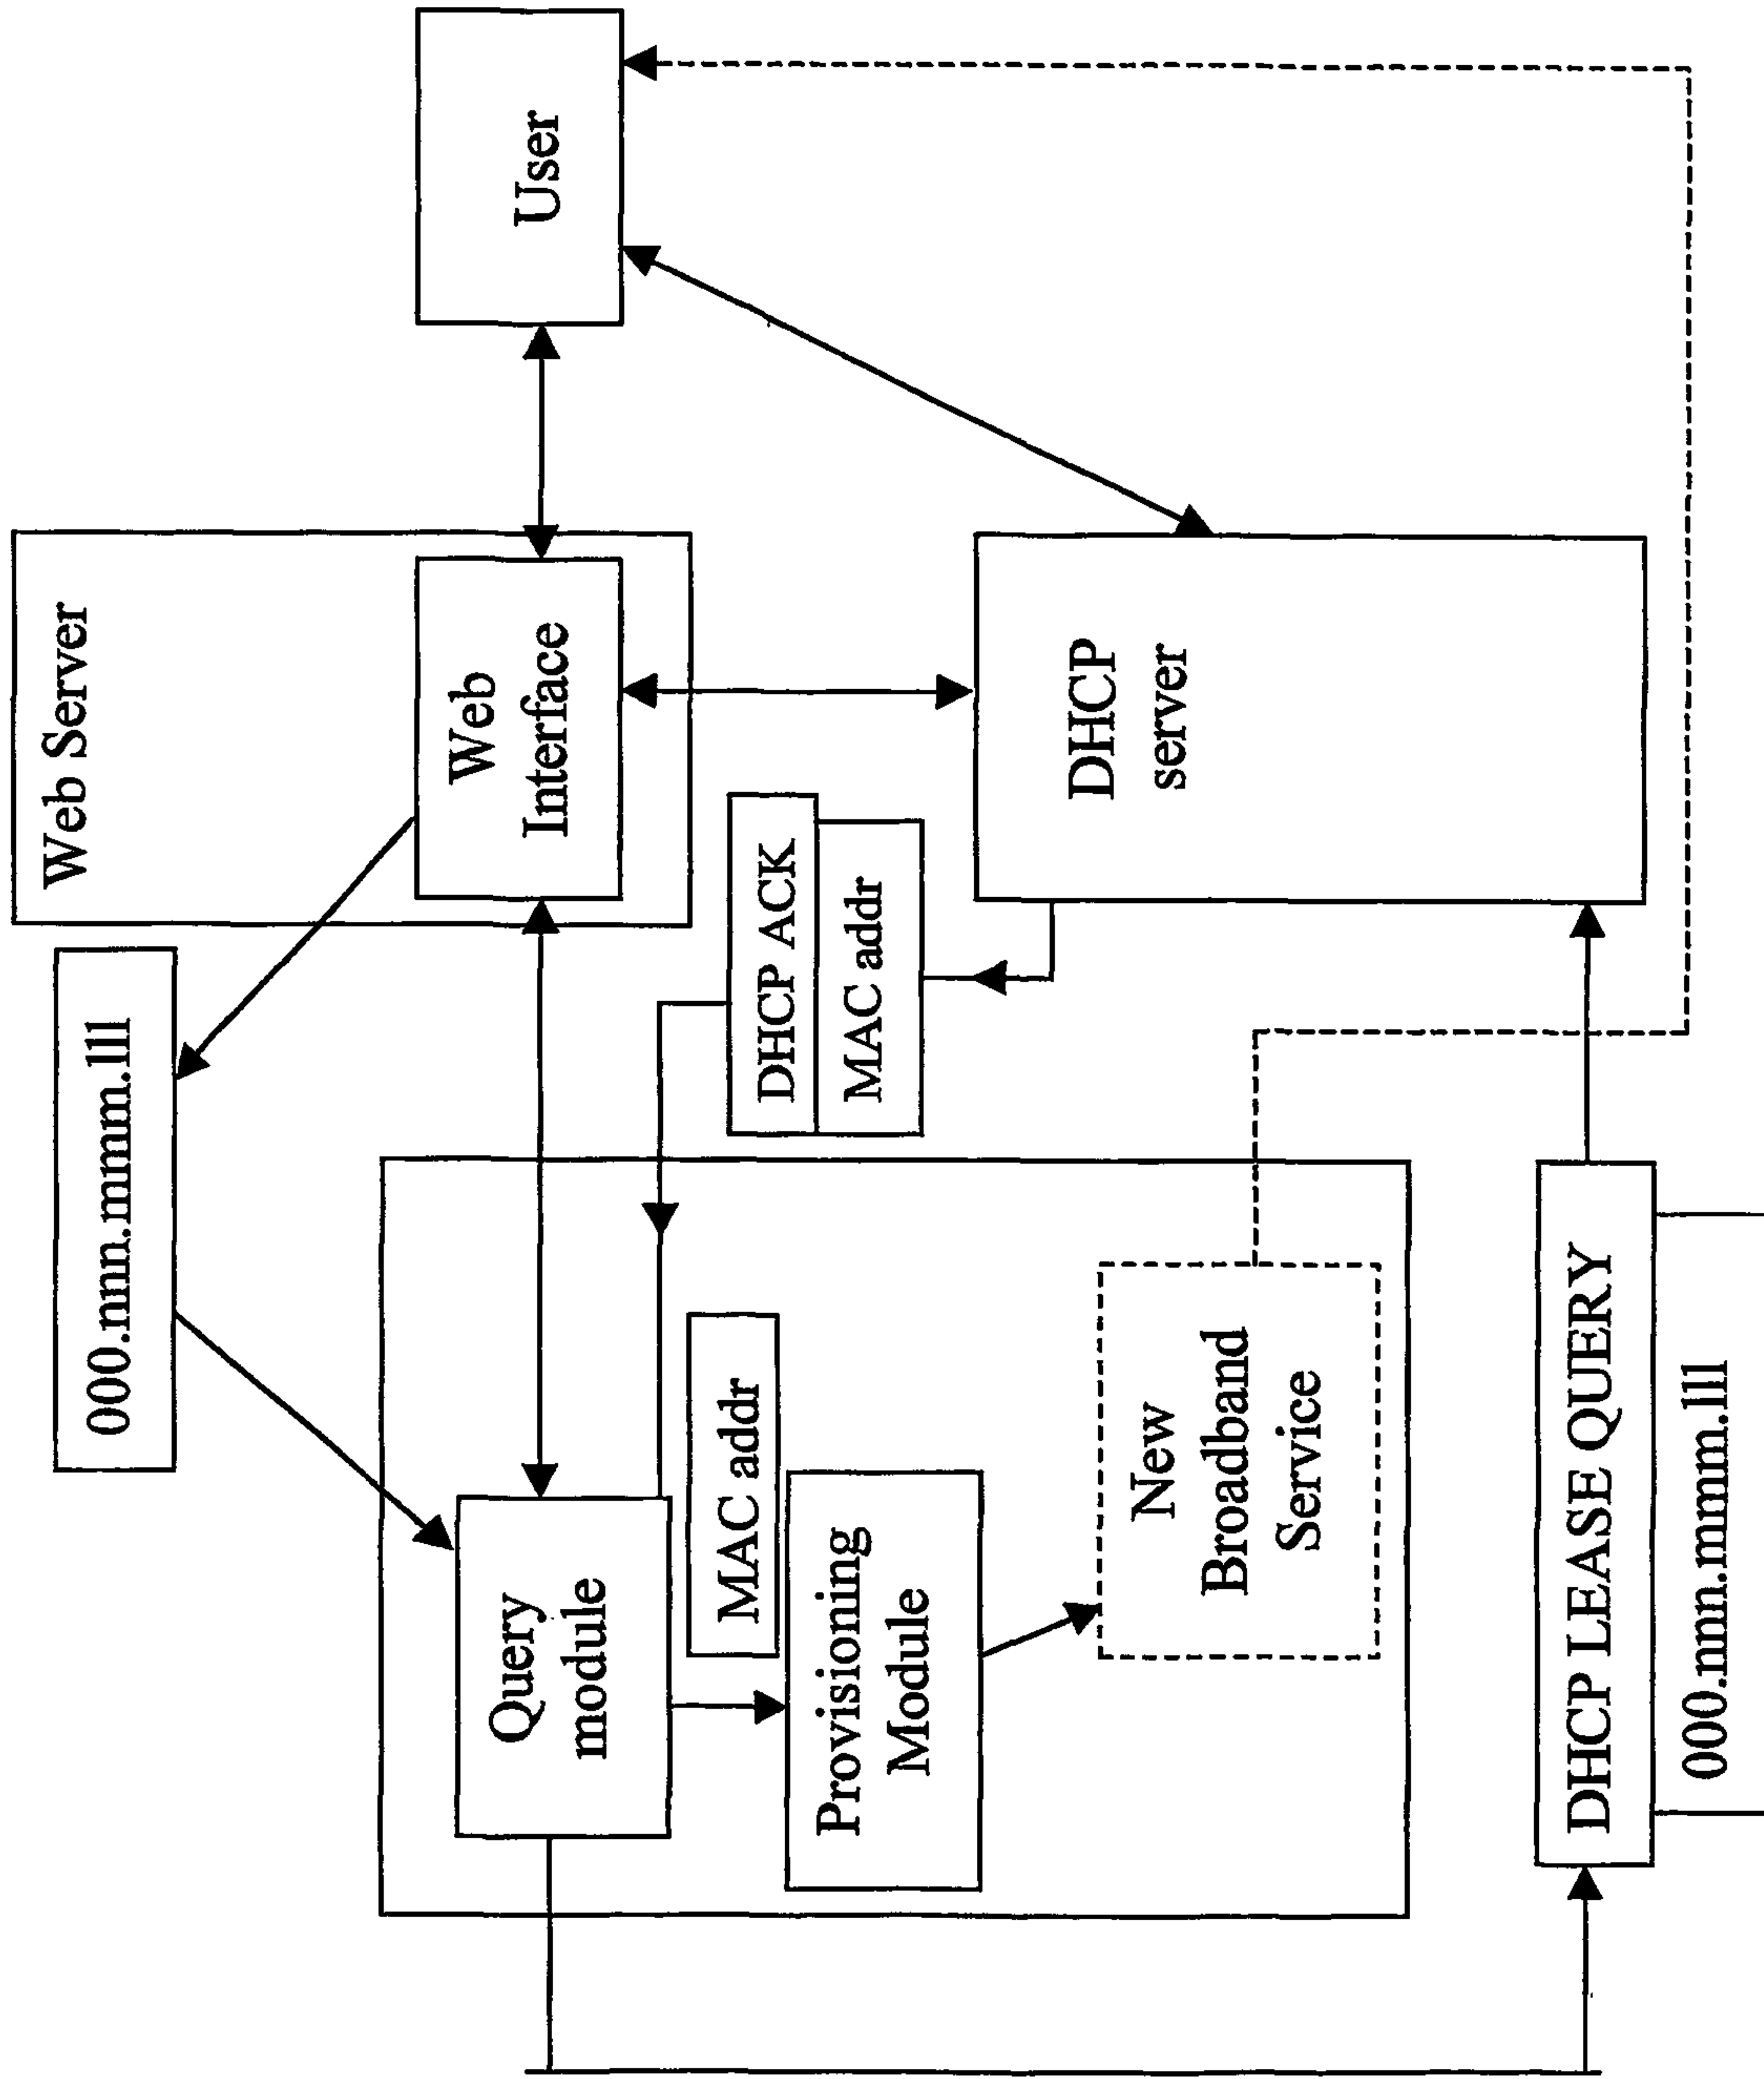 Web Server
000.nnn.mmm.lll
Query
module
Web
Interface
User
MAC addr
DHCP ACK
MAC addr
Provisioning
Module
DHCP
server
New
Broadband
Service
DHCP LEASE QUERY
000.nnn.mmm.lll